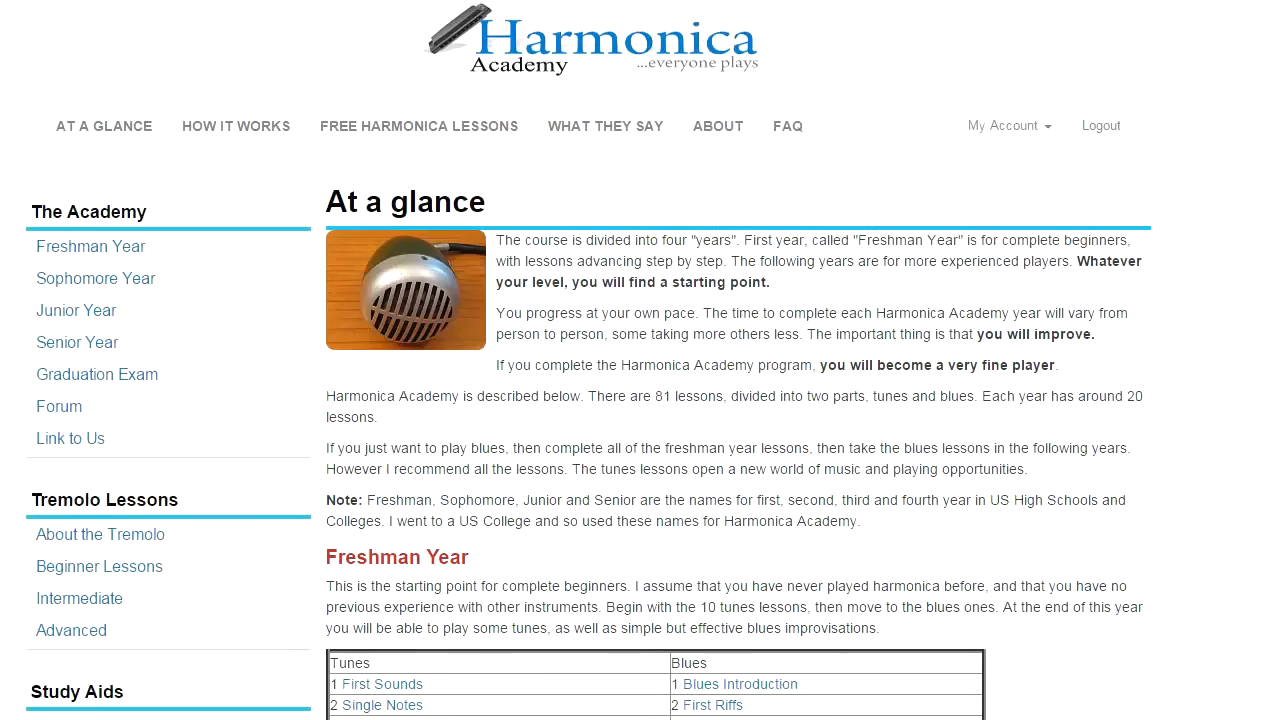 Harmonica
Academy
...everyone plays
AT A GLANCE
HOW IT WORKS
FREE HARMONICA LESSONS
WHAT THEY SAY
ABOUT
FAQ
My Account
Logout
The Academy
Freshman Year
Sophomore Year
Junior Year
Senior Year
Graduation Exam
Forum
Link to Us
Tremolo Lessons
About the Tremolo
Beginner Lessons
Intermediate
Advanced
Study Aids
At a glance
The course is divided into four "years". First year, called "Freshman Year" is for complete beginners,
with lessons advancing step by step. The following years are for more experienced players. Whatever
your level, you will find a starting point.
You progress at your own pace. The time to complete each Harmonica Academy year will vary from
person to person, some taking more others less. The important thing is that you will improve.
If you complete the Harmonica Academy program, you will become a very fine player.
Harmonica Academy is described below. There are 81 lessons, divided into two parts, tunes and blues. Each year has around 20
lessons.
If you just want to play blues, then complete all of the freshman year lessons, then take the blues lessons in the following years.
However I recommend all the lessons. The tunes lessons open a new world of music and playing opportunities.
Note: Freshman, Sophomore, Junior and Senior are the names for first, second, third and fourth year in US High Schools and
Colleges. I went to a US College and so used these names for Harmonica Academy.
Freshman Year
This is the starting point for complete beginners. I assume that you have never played harmonica before, and that you have no
previous experience with other instruments. Begin with the 10 tunes lessons, then move to the blues ones. At the end of this year
you will be able to play some tunes, as well as simple but effective blues improvisations.
Tunes
Blues
1 First Sounds
1 Blues Introduction
2 Single Notes
2 First Riffs